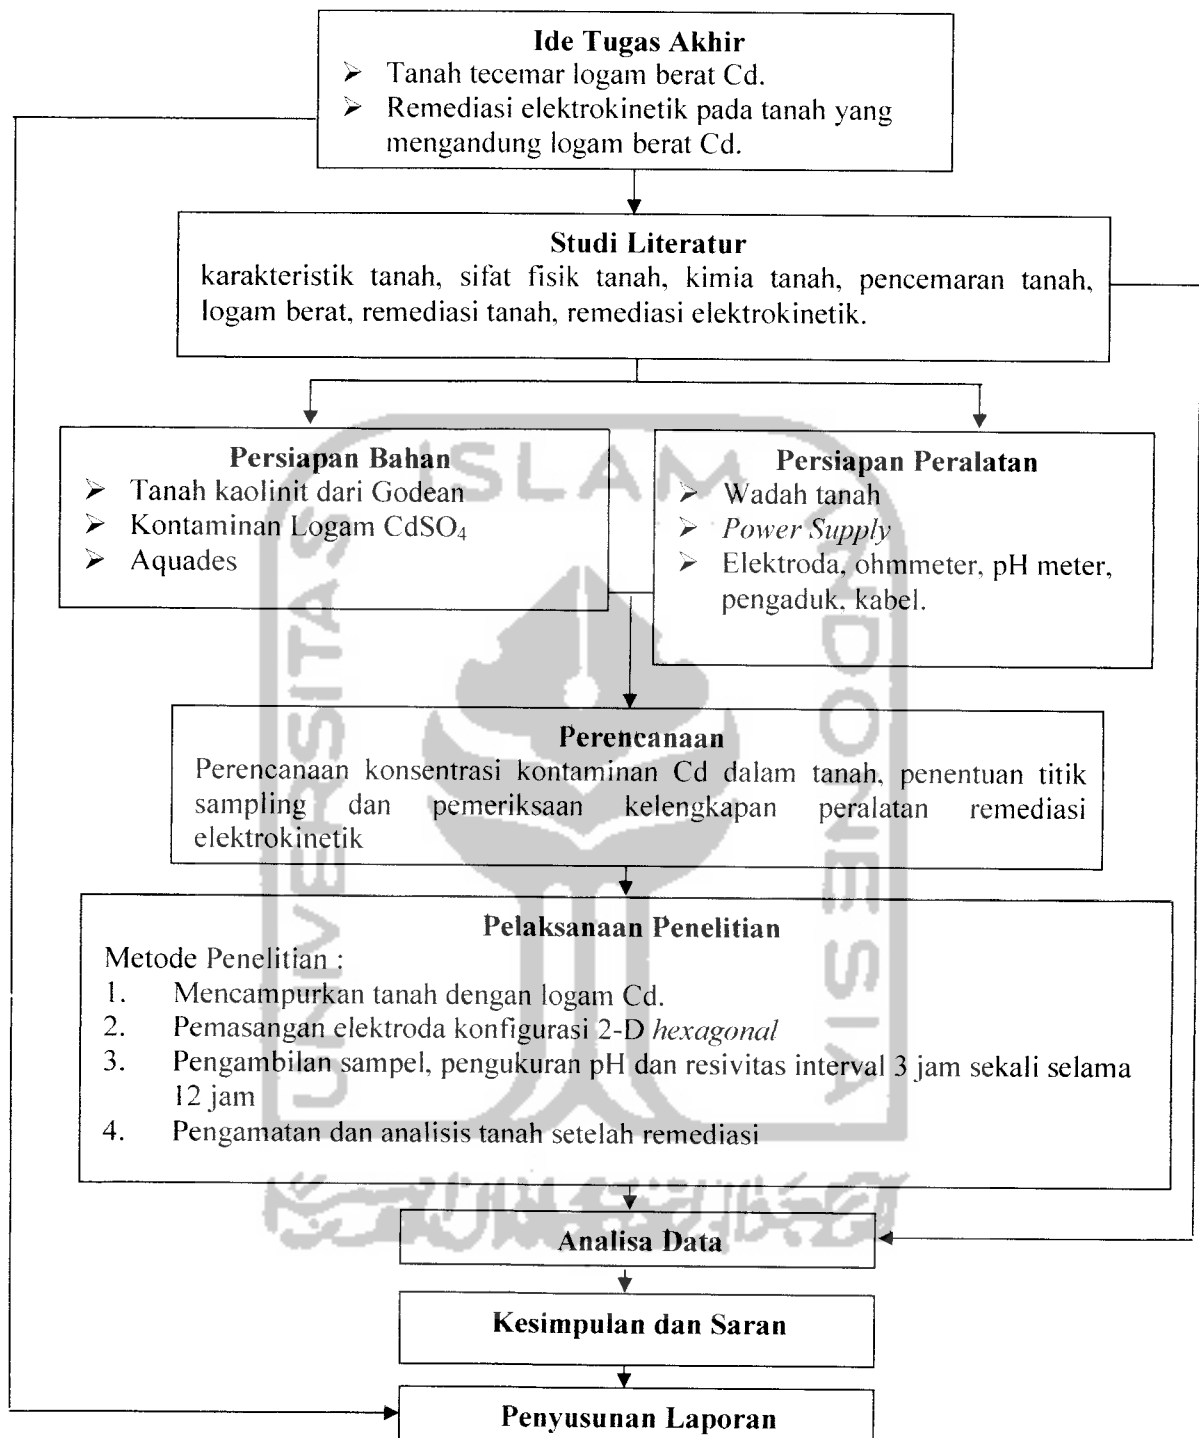 Ide Tugas Akhir
➢ Tanah tecemar logam berat Cd.
➢ Remediasi elektrokinetik pada tanah yang
mengandung logam berat Cd.
Studi Literatur
karakteristik tanah, sifat fisik tanah, kimia tanah, pencemaran tanah,
logam berat, remediasi tanah, remediasi elektrokinetik.
Persiapan Bahan
➢ Tanah kaolinit dari Godean
➢ Kontaminan Logam CdSO₄
➢ Aquades
Persiapan Peralatan
➢ Wadah tanah
➢ Power Supply
➢ Elektroda, ohmmeter, pH meter,
pengaduk, kabel.
Perencanaan
Perencanaan konsentrasi kontaminan Cd dalam tanah, penentuan titik
sampling dan pemeriksaan kelengkapan peralatan remediasi
elektrokinetik
Pelaksanaan Penelitian
Metode Penelitian :
1. Mencampurkan tanah dengan logam Cd.
2. Pemasangan elektroda konfigurasi 2-D hexagonal
3. Pengambilan sampel, pengukuran pH dan resivitas interval 3 jam sekali selama
12 jam
4. Pengamatan dan analisis tanah setelah remediasi
Analisa Data
Kesimpulan dan Saran
Penyusunan Laporan
UNIVERSITAS
ISLAM
INDONESIA